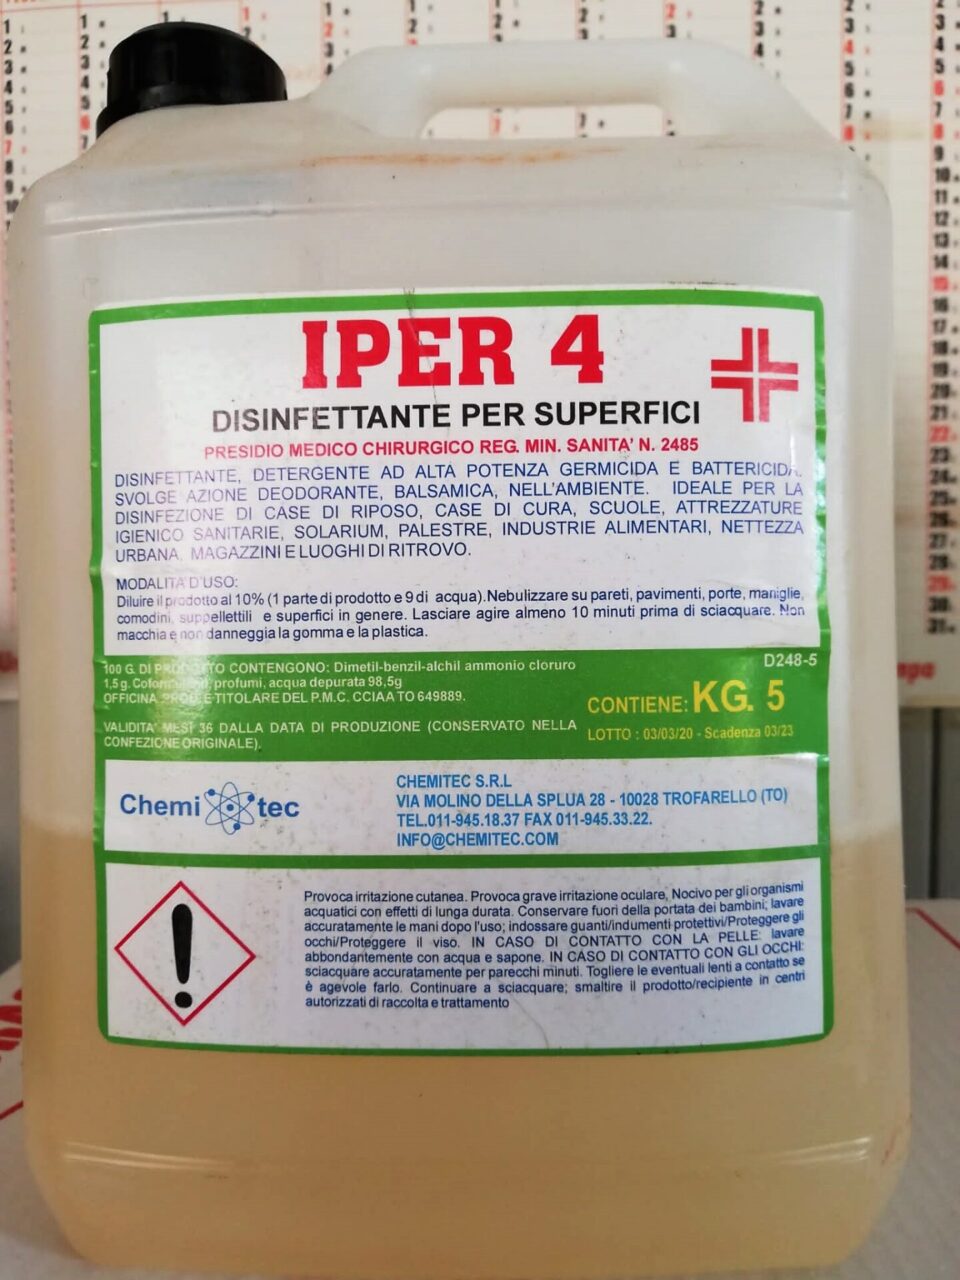 IPER 4
DISINFETTANTE PER SUPERFICI
PRESIDIO MEDICO CHIRURGICO REG. MIN. SANITA' N. 2485
DISINFETTANTE, DETERGENTE AD ALTA POTENZA GERMICIDA E BATTERICIDA.
SVOLGE AZIONE DEODORANTE, BALSAMICA, NELL'AMBIENTE. IDEALE PER LA
DISINFEZIONE DI CASE DI RIPOSO, CASE DI CURA, SCUOLE, ATTREZZATURE
IGIENICO SANITARIE, SOLARIUM, PALESTRE, INDUSTRIE ALIMENTARI, NETTEZZA
URBANA, MAGAZZINI E LUOGHI DI RITROVO.
MODALITA' D'USO:
Diluire il prodotto al 10% (1 parte di prodotto e 9 di acqua).Nebulizzare su pareti, pavimenti, porte, maniglie,
comodini, suppellettili e superfici in genere. Lasciare agire almeno 10 minuti prima di sciacquare. Non
macchia e non danneggia la gomma e la plastica.
100 G. DI PRODOTTO CONTENGONO: Dimetil-benzil-alchil ammonio cloruro
1,5 g. profumi, acqua depurata 98,5g
OFFICINA E TITOLARE DEL P.M.C. CCIAA TO 649889.
VALIDITA' MESI 36 DALLA DATA DI PRODUZIONE (CONSERVATO NELLA
CONFEZIONE ORIGINALE).
D248-5
CONTIENE: KG. 5
LOTTO : 03/03/20 - Scadenza 03/23
Chemi tec
CHEMITEC S.R.L
VIA MOLINO DELLA SPLUA 28 - 10028 TROFARELLO (TO)
TEL.011-945.18.37 FAX 011-945.33.22.
INFO@CHEMITEC.COM
Provoca irritazione cutanea. Provoca grave irritazione oculare, Nocivo per gli organismi
acquatici con effetti di lunga durata. Conservare fuori della portata dei bambini; lavare
accuratamente le mani dopo l'uso; indossare guanti/indumenti protettivi/Proteggere gli
occhi/Proteggere il viso. IN CASO DI CONTATTO CON LA PELLE: lavare
abbondantemente con acqua e sapone. IN CASO DI CONTATTO CON GLI OCCHI:
sciacquare accuratamente per parecchi minuti. Togliere le eventuali lenti a contatto se
è agevole farlo. Continuare a sciacquare; smaltire il prodotto/recipiente in centri
autorizzati di raccolta e trattamento